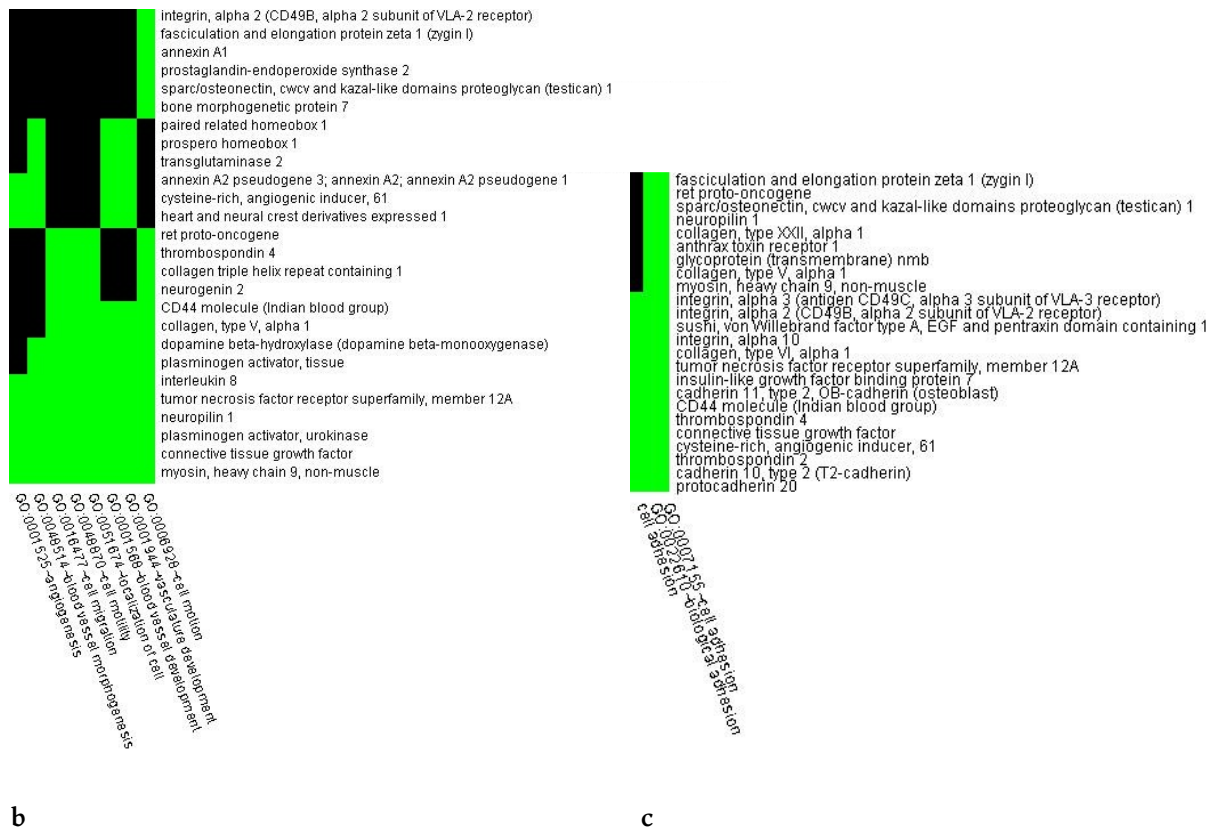 integrin, alpha 2 (CD49B, alpha 2 subunit of VLA-2 receptor)
fasciculation and elongation protein zeta 1 (zygin I)
annexin A1
prostaglandin-endoperoxide synthase 2
sparc/osteonectin, cwcv and kazal-like domains proteoglycan (testican) 1
bone morphogenetic protein 7
paired related homeobox 1
prospero homeobox 1
transglutaminase 2
annexin A2 pseudogene 3; annexin A2; annexin A2 pseudogene 1
cysteine-rich, angiogenic inducer, 61
heart and neural crest derivatives expressed 1
ret proto-oncogene
thrombospondin 4
collagen triple helix repeat containing 1
neurogenin 2
CD44 molecule (Indian blood group)
collagen, type V, alpha 1
dopamine beta-hydroxylase (dopamine beta-monooxygenase)
plasminogen activator, tissue
interleukin 8
tumor necrosis factor receptor superfamily, member 12A
neuropilin 1
plasminogen activator, urokinase
connective tissue growth factor
myosin, heavy chain 9, non-muscle
GO:0001525~angiogenesis
GO:0048514~blood vessel morphogenesis
GO:0016477~cell migration
GO:0048870~cell motility
GO:0051674~localization of cell
GO:0001568~blood vessel development
GO:0001944~vasculature development
GO:0006928~cell motion
b
fasciculation and elongation protein zeta 1 (zygin I)
ret proto-oncogene
sparc/osteonectin, cwcv and kazal-like domains proteoglycan (testican) 1
neuropilin 1
collagen, type XXII, alpha 1
anthrax toxin receptor 1
glycoprotein (transmembrane) nmb
collagen, type V, alpha 1
myosin, heavy chain 9, non-muscle
integrin, alpha 3 (antigen CD49C, alpha 3 subunit of VLA-3 receptor)
integrin, alpha 2 (CD49B, alpha 2 subunit of VLA-2 receptor)
sushi, von Willebrand factor type A, EGF and pentraxin domain containing 1
integrin, alpha 10
collagen, type VI, alpha 1
tumor necrosis factor receptor superfamily, member 12A
insulin-like growth factor binding protein 7
cadherin 11, type 2, OB-cadherin (osteoblast)
CD44 molecule (Indian blood group)
thrombospondin 4
connective tissue growth factor
cysteine-rich, angiogenic inducer, 61
thrombospondin 2
cadherin 10, type 2 (T2-cadherin)
protocadherin 20
cell adhesion
GO:0022610~biological adhesion
GO:0007155~cell adhesion
c